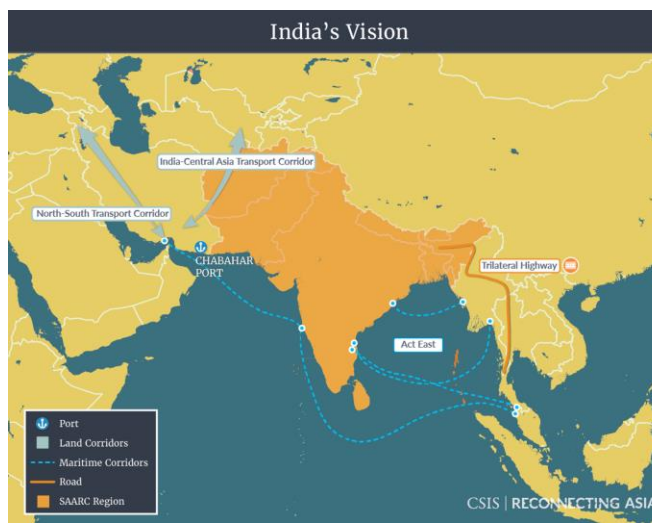 India's Vision
India-Central Asia Transport Corridor
North-South Transport Corridor
CHABAHAR
PORT
Trilateral Highway
Act East
Port
Land Corridors
Maritime Corridors
Road
SAARC Region
CSIS | RECONNECTING ASIA